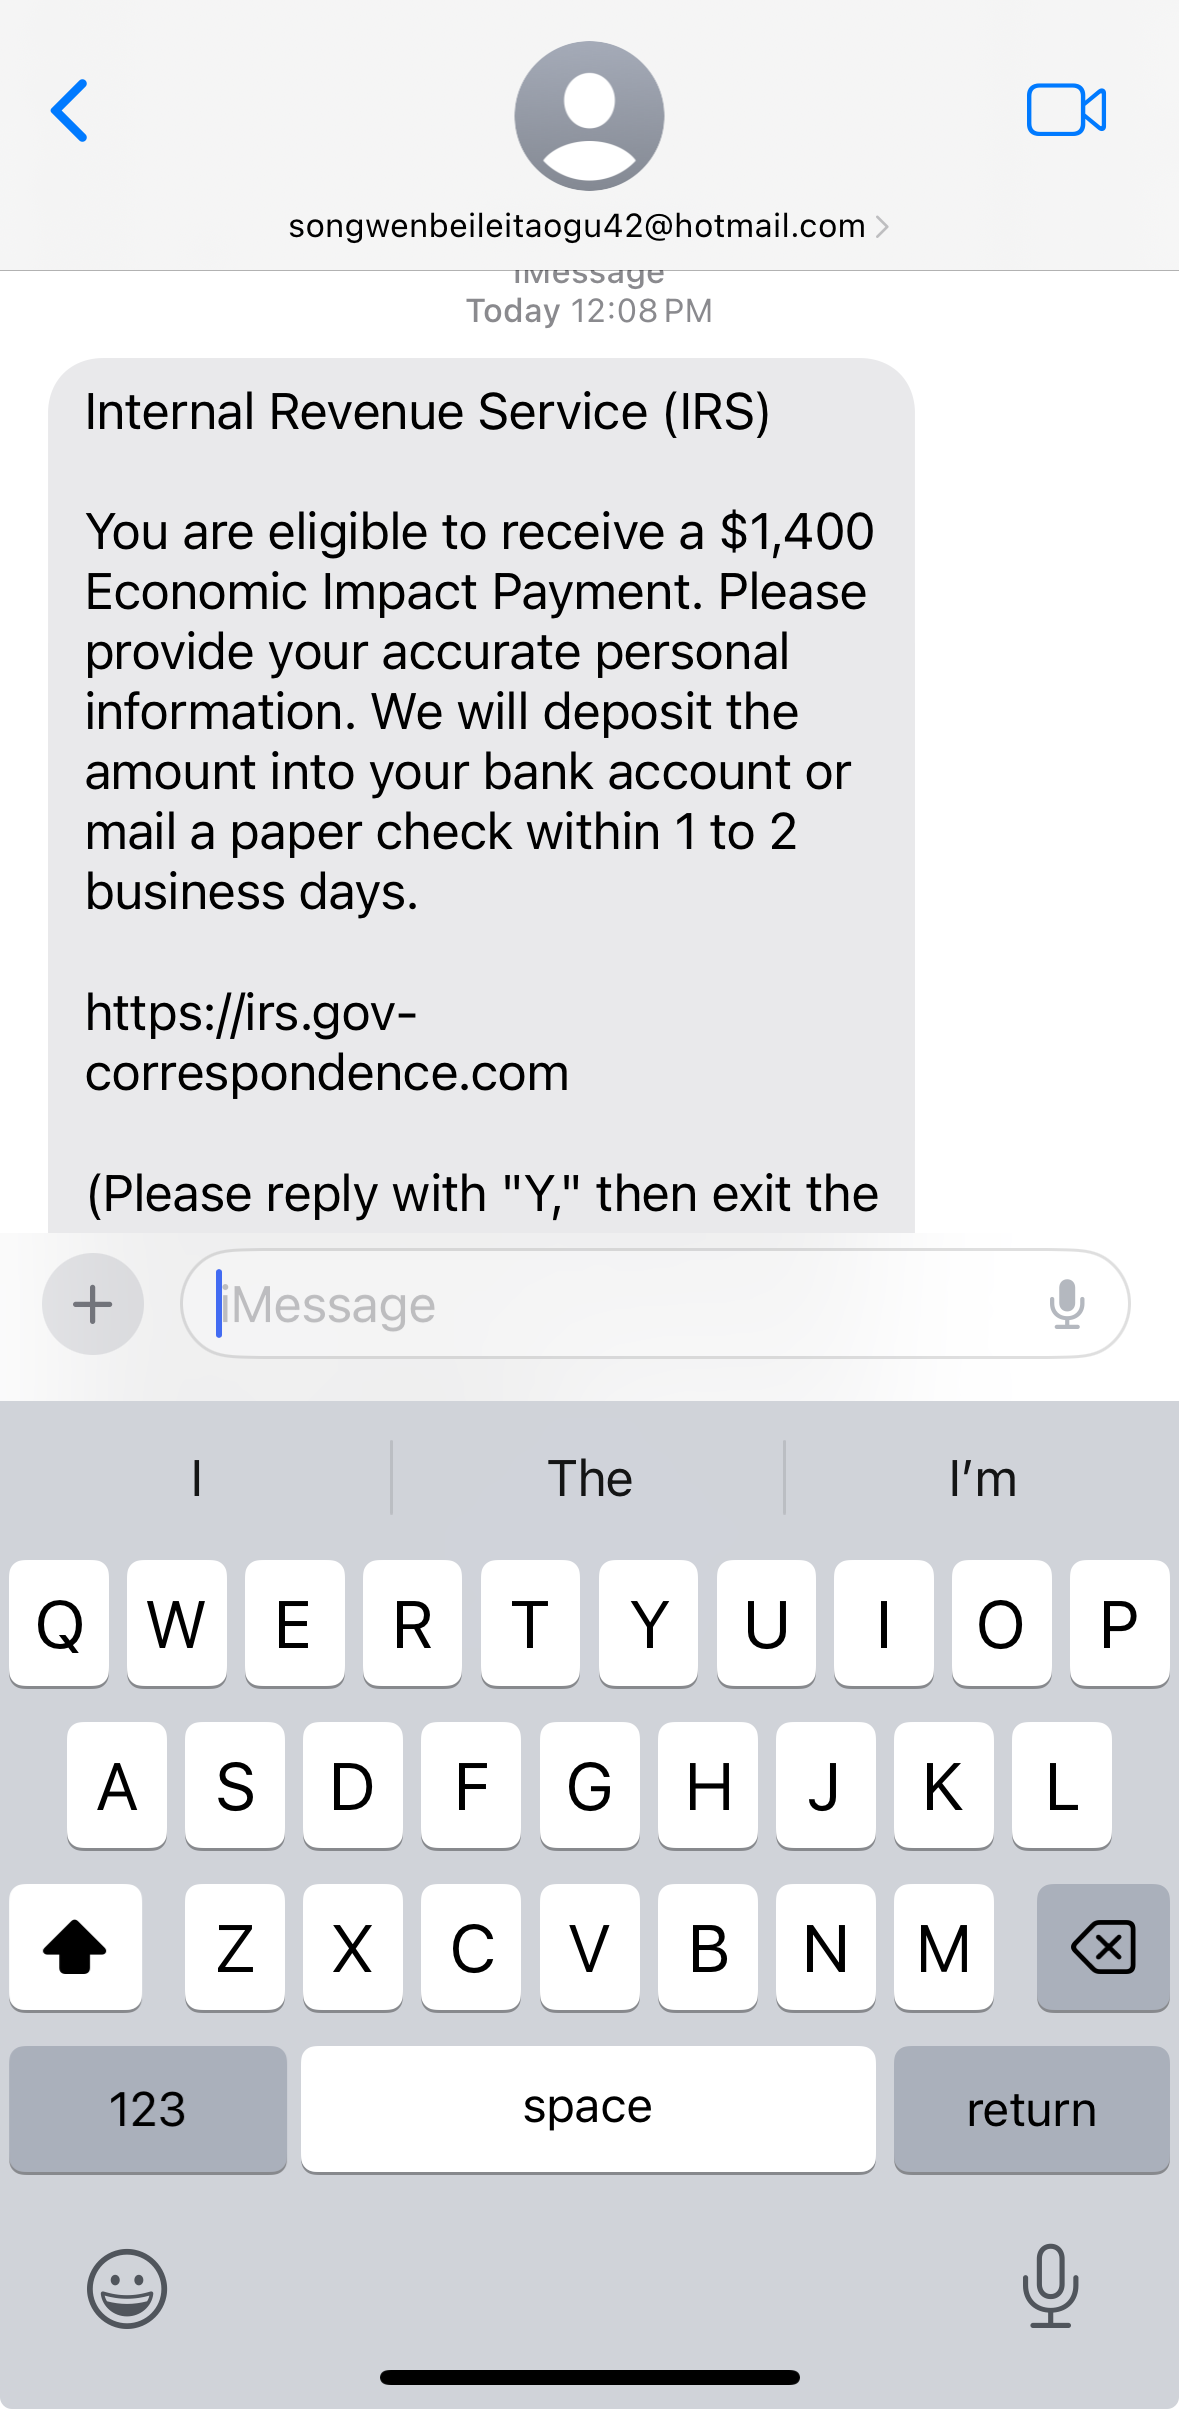 songwenbeileitaogu42@hotmail.com
iMessage
Today 12:08 PM
Internal Revenue Service (IRS)
You are eligible to receive a $1,400
Economic Impact Payment. Please
provide your accurate personal
information. We will deposit the
amount into your bank account or
mail a paper check within 1 to 2
business days.
https://irs.gov-
correspondence.com
(Please reply with "Y," then exit the
iMessage
I The I’m
Q W E R T Y U I O P
A S D F G H J K L
Z X C V B N M
123 space return